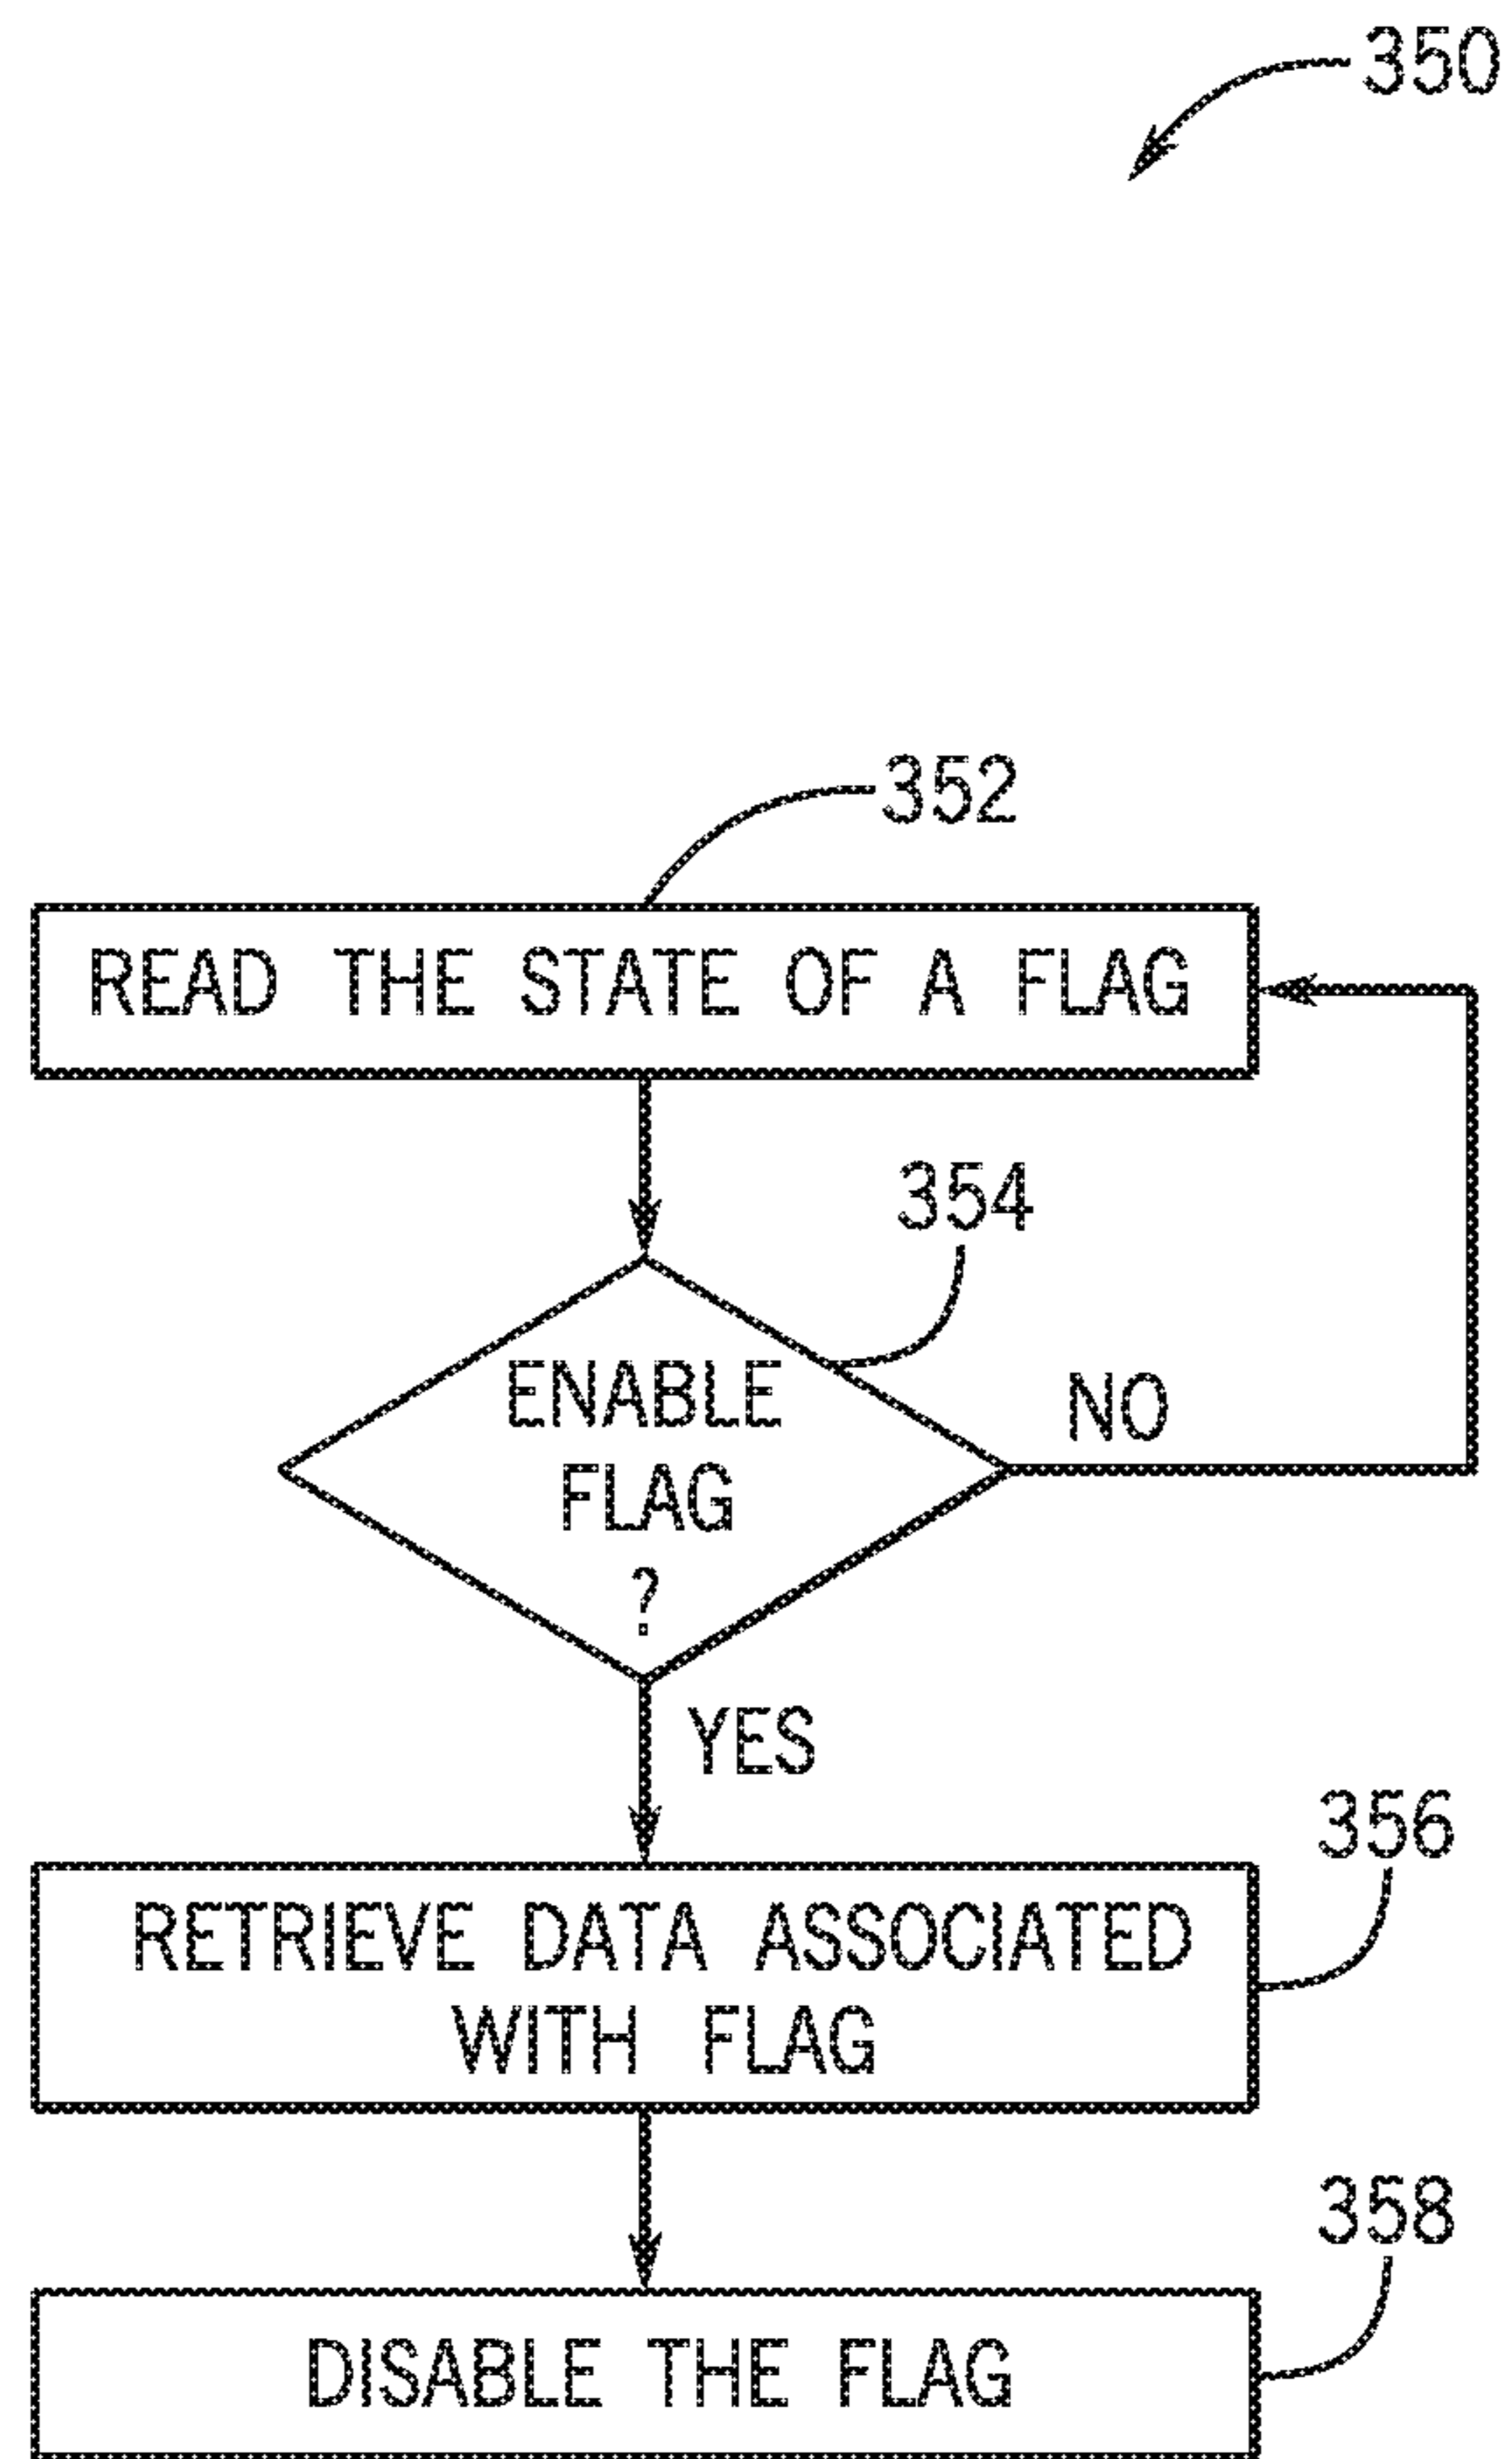 350
352
READ THE STATE OF A FLAG
354
ENABLE
FLAG
?
NO
YES
356
RETRIEVE DATA ASSOCIATED
WITH FLAG
358
DISABLE THE FLAG